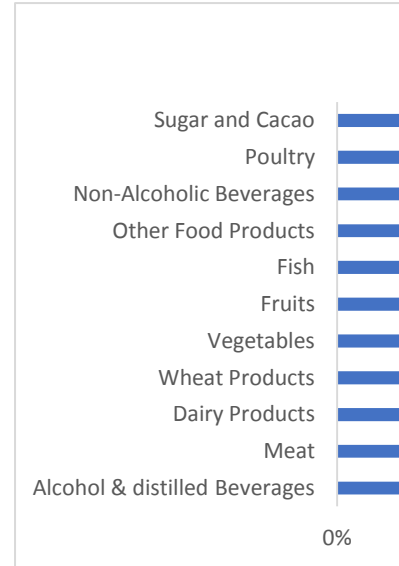 Sugar and Cacao
Poultry
Non-Alcoholic Beverages
Other Food Products
Fish
Fruits
Vegetables
Wheat Products
Dairy Products
Meat
Alcohol & distilled Beverages
0%